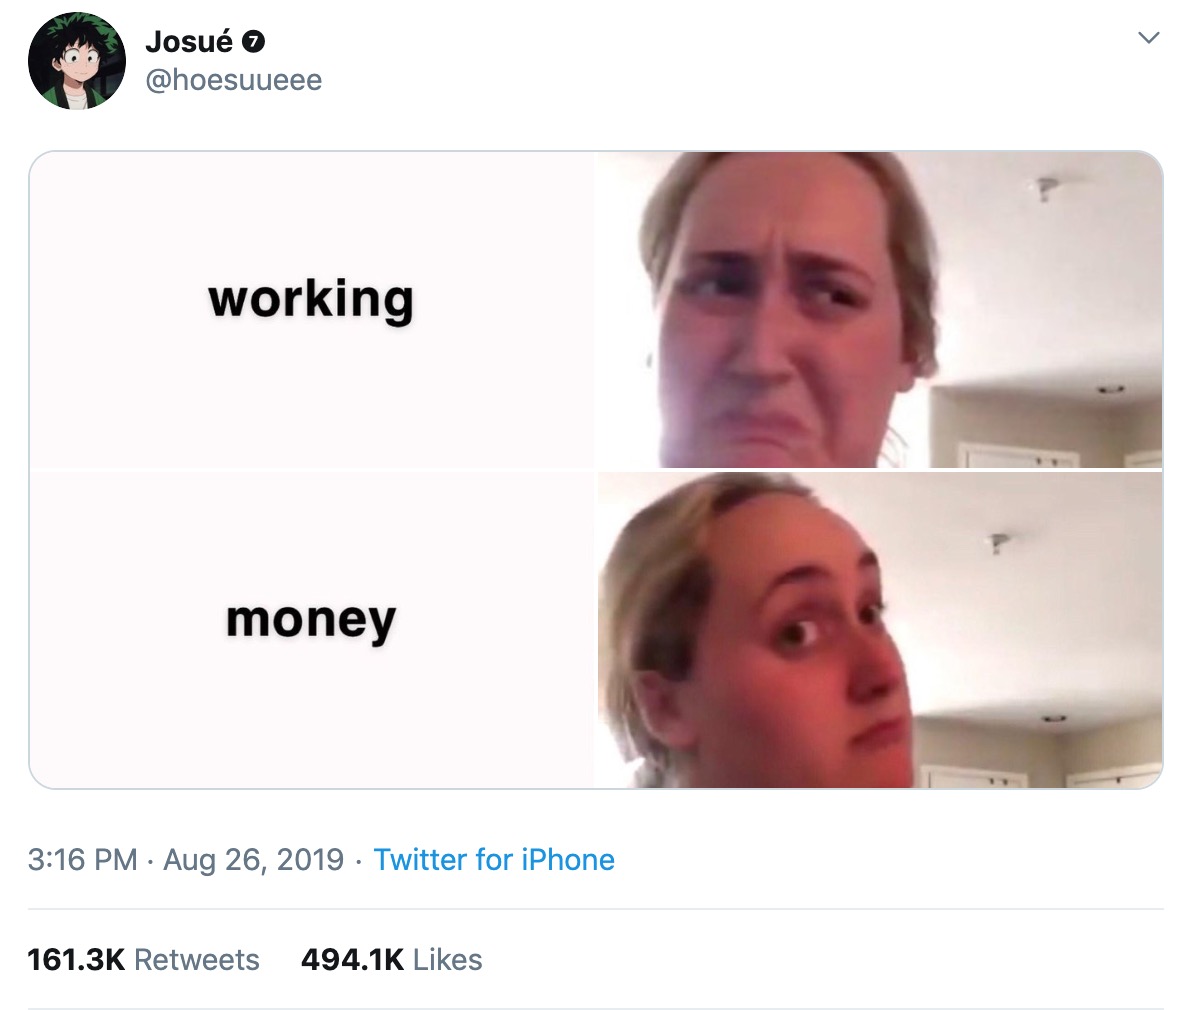 Josué ❼
@hoesuueee
working
money
3:16 PM · Aug 26, 2019 · Twitter for iPhone
161.3K Retweets 494.1K Likes